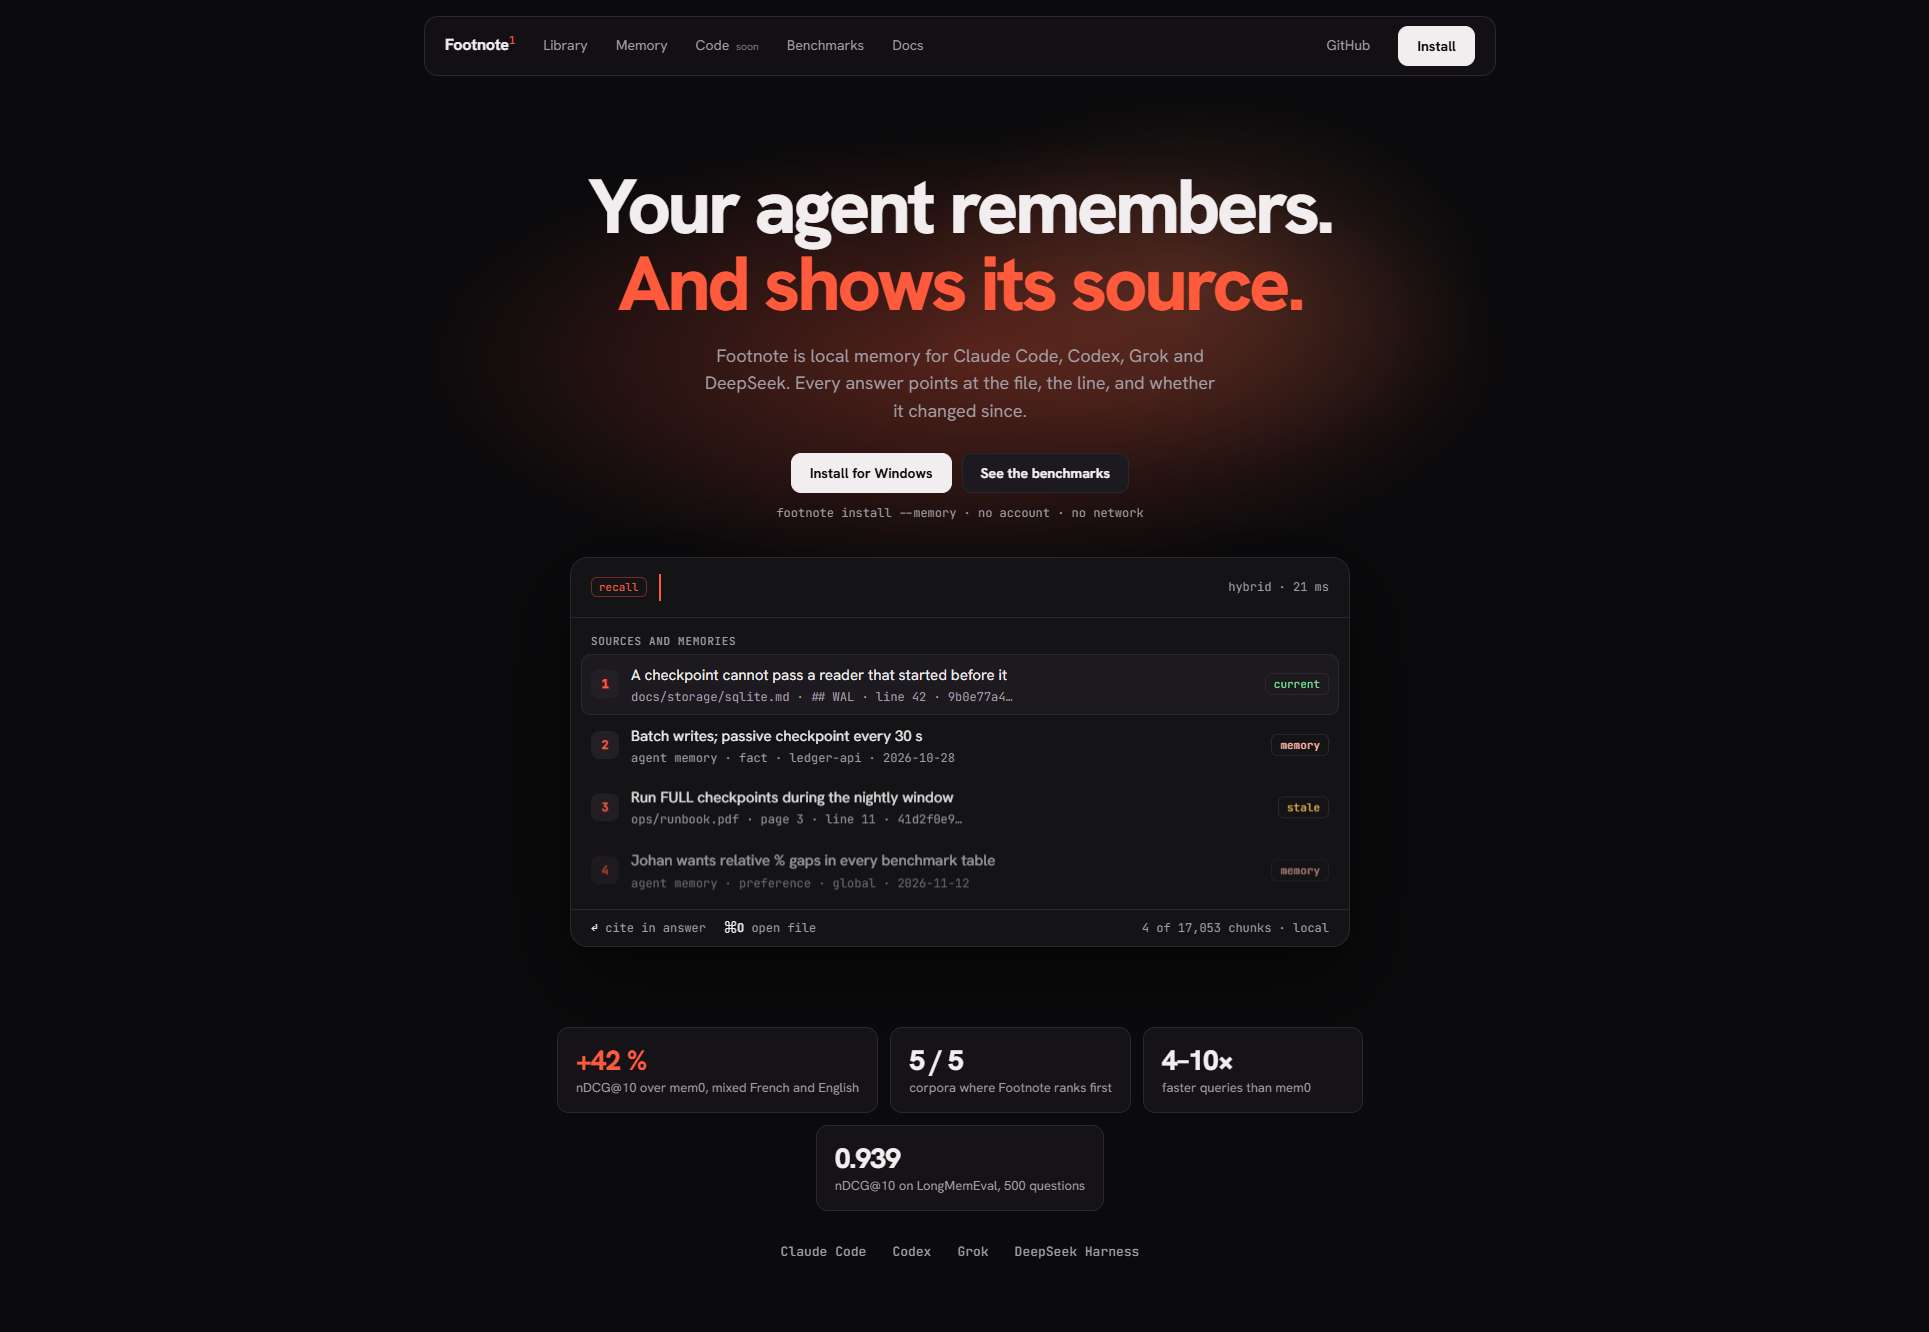 Footnote1 Library Memory Code soon Benchmarks Docs GitHub Install
Your agent remembers.
And shows its source.
Footnote is local memory for Claude Code, Codex, Grok and
DeepSeek. Every answer points at the file, the line, and whether
it changed since.
Install for Windows See the benchmarks
footnote install --memory · no account · no network
recall hybrid · 21 ms
SOURCES AND MEMORIES
1 A checkpoint cannot pass a reader that started before it current
docs/storage/sqlite.md · ## WAL · line 42 · 9b0e77a4…
2 Batch writes; passive checkpoint every 30 s memory
agent memory · fact · ledger-api · 2026-10-28
3 Run FULL checkpoints during the nightly window stale
ops/runbook.pdf · page 3 · line 11 · 41d2f0e9…
4 Johan wants relative % gaps in every benchmark table memory
agent memory · preference · global · 2026-11-12
↵ cite in answer ⌘O open file 4 of 17,053 chunks · local
+42 %
nDCG@10 over mem0, mixed French and English
5 / 5
corpora where Footnote ranks first
4–10×
faster queries than mem0
0.939
nDCG@10 on LongMemEval, 500 questions
Claude Code Codex Grok DeepSeek Harness